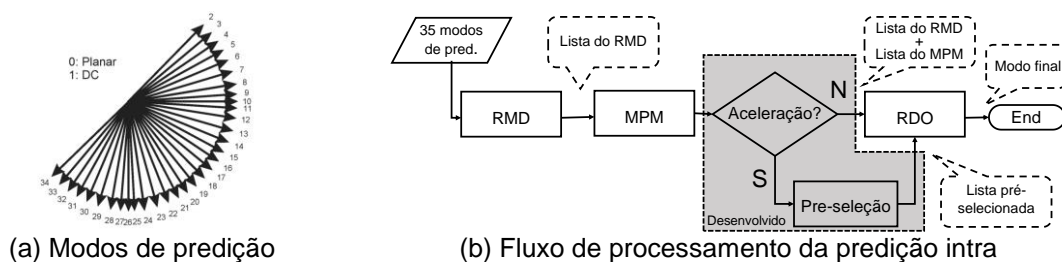 0: Planar
1: DC
2
3
4
5
6
7
8
9
10
11
12
13
14
15
16
17
18
19
20
21
22
23
24
25
26
27
28
29
30
31
32
33
34
(a) Modos de predição
35 modos
de pred.
Lista do RMD
RMD
MPM
Aceleração?
N
S
Pre-seleção
Desenvolvido
Lista do RMD
+
Lista do MPM
RDO
Modo final
End
Lista pré-
selecionada
(b) Fluxo de processamento da predição intra